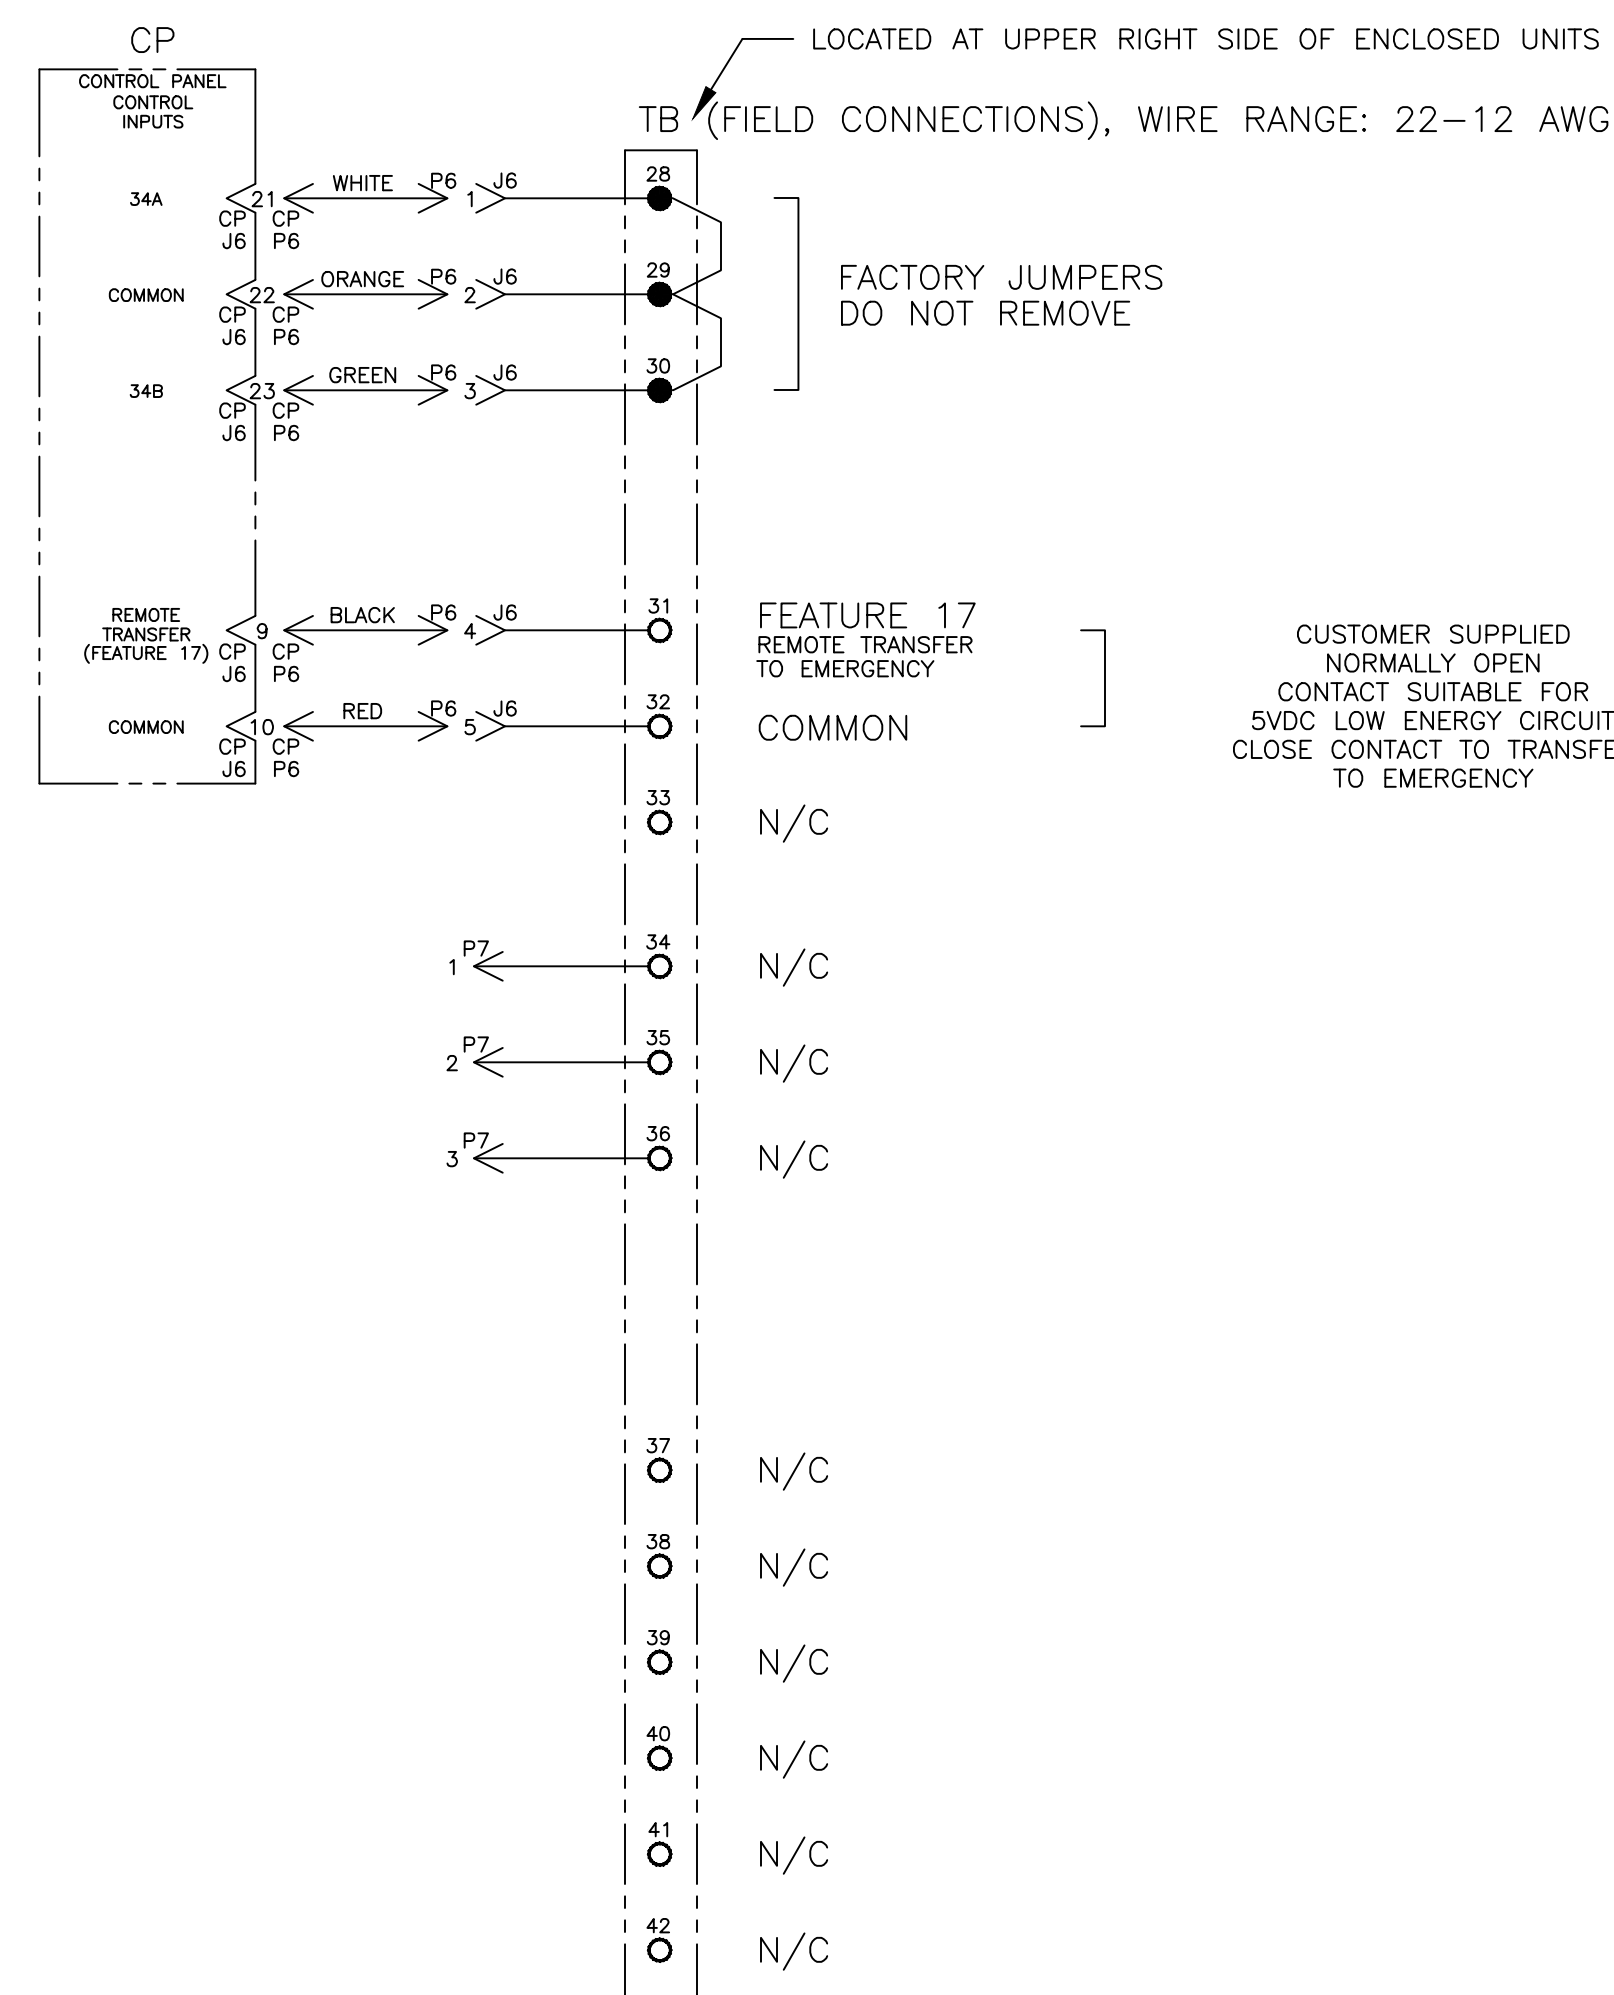 CP
LOCATED AT UPPER RIGHT SIDE OF ENCLOSED UNITS
CONTROL PANEL
CONTROL
INPUTS
TB (FIELD CONNECTIONS), WIRE RANGE: 22-12 AWG
34A
21
CP CP
J6 P6
WHITE
P6
1
J6
28
COMMON
22
CP CP
J6 P6
ORANGE
P6
2
J6
29
FACTORY JUMPERS
DO NOT REMOVE
34B
23
CP CP
J6 P6
GREEN
P6
3
J6
30
REMOTE
TRANSFER
(FEATURE 17)
9
CP CP
J6 P6
BLACK
P6
4
J6
31
FEATURE 17
REMOTE TRANSFER
TO EMERGENCY
COMMON
10
CP CP
J6 P6
RED
P6
5
J6
32
COMMON
CUSTOMER SUPPLIED
NORMALLY OPEN
CONTACT SUITABLE FOR
5VDC LOW ENERGY CIRCUIT
CLOSE CONTACT TO TRANSFE
TO EMERGENCY
33
N/C
1
P7
34
N/C
2
P7
35
N/C
3
P7
36
N/C
37
N/C
38
N/C
39
N/C
40
N/C
41
N/C
42
N/C